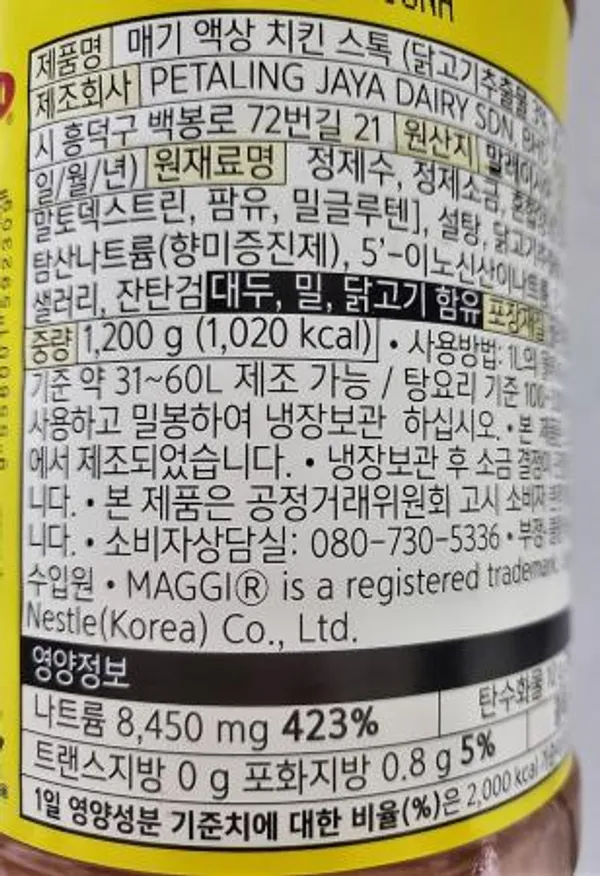 제품명 매기 액상 치킨 스톡 (닭고기추출물
제조회사 PETALING JAYA DAIRY SDN.
시 흥덕구 백봉로 72번길 21 원산지
일/월/년) 원재료명 정제수, 정제소금,
말토덱스트린, 팜유, 밀글루텐], 설탕,
탐산나트륨(향미증진제), 5'-이노신산이나트륨,
샐러리, 잔탄검 대두, 밀, 닭고기 함유 포장재질
중량 1,200 g (1,020 kcal) • 사용방법: 1L의
기준 약 31~60L 제조 가능 / 탕요리 기준
사용하고 밀봉하여 냉장보관 하십시오. • 본
에서 제조되었습니다. • 냉장보관 후 소금
니다. • 본 제품은 공정거래위원회 고시 소비자
니다. • 소비자상담실: 080-730-5336 •
수입원 • MAGGI® is a registered trademark
Nestle(Korea) Co., Ltd.
영양정보
나트륨 8,450 mg 423% 탄수화물
트랜스지방 0 g 포화지방 0.8 g 5%
1일 영양성분 기준치에 대한 비율(%)은 2,000 kcal